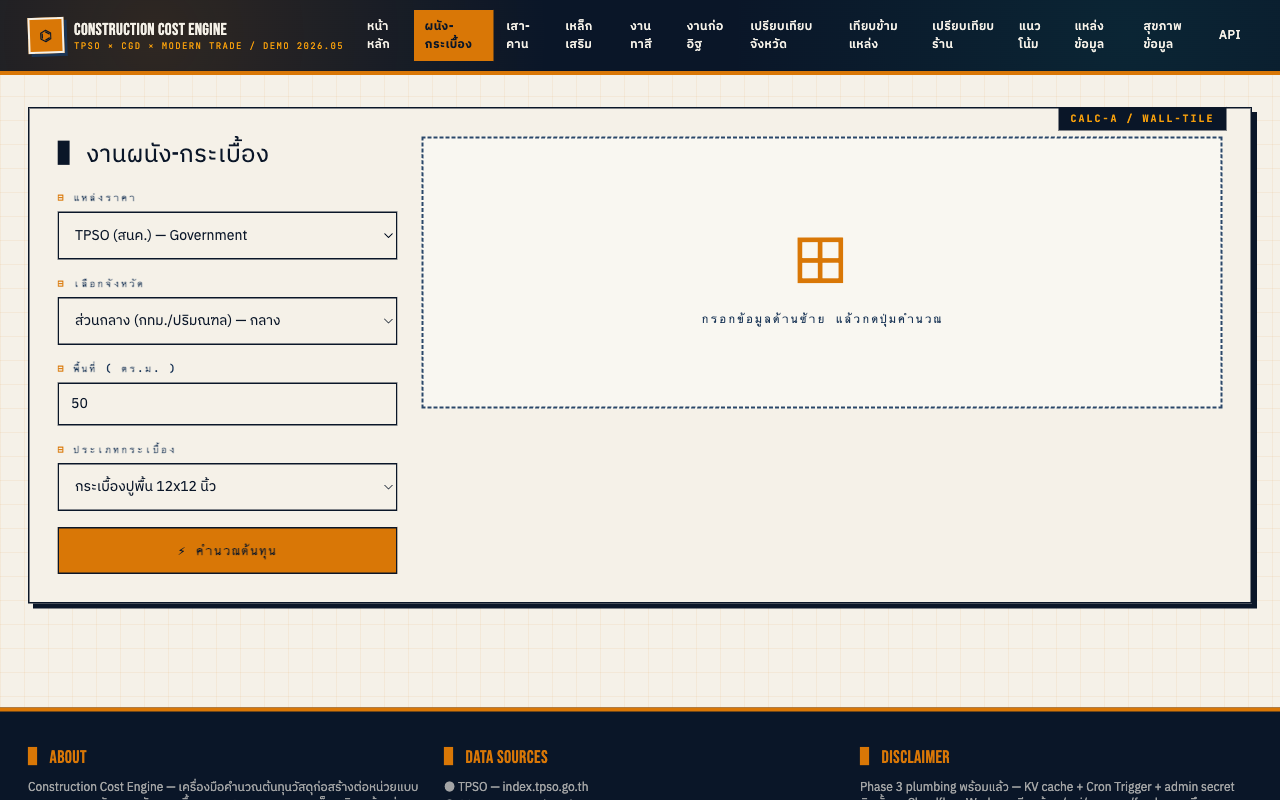 CONSTRUCTION COST ENGINE
TPSO × CGD × MODERN TRADE / DEMO 2026.05
หน้า
หลัก
ผนัง-
กระเบื้อง
เสา-
คาน
เหล็ก
เสริม
งาน
ทาสี
งานก่อ
อิฐ
เปรียบเทียบ
จังหวัด
เทียบข้าม
แหล่ง
เปรียบเทียบ
ร้าน
แนว
โน้ม
แหล่ง
ข้อมูล
สุขภาพ
ข้อมูล
API
CALC-A / WALL-TILE
งานผนัง-กระเบื้อง
แหล่งราคา
TPSO (สนค.) — Government
เลือกจังหวัด
ส่วนกลาง (กทม./ปริมณฑล) — กลาง
พื้นที่ ( ตร.ม. )
50
ประเภทกระเบื้อง
กระเบื้องปูพื้น 12x12 นิ้ว
⚡ คำนวณต้นทุน
กรอกข้อมูลด้านซ้าย แล้วกดปุ่มคำนวณ
ABOUT
Construction Cost Engine — เครื่องมือคำนวณต้นทุนวัสดุก่อสร้างต่อหน่วยแบบ
DATA SOURCES
TPSO — index.tpso.go.th
DISCLAIMER
Phase 3 plumbing พร้อมแล้ว — KV cache + Cron Trigger + admin secret